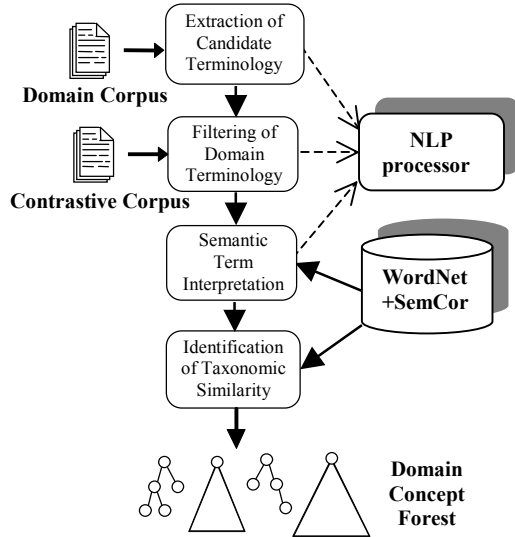 Extraction of
Candidate
Terminology
Domain Corpus
Filtering of
Domain
Terminology
NLP
processor
Contrastive Corpus
Semantic
Term
Interpretation
WordNet
+SemCor
Identification
of Taxonomic
Similarity
Domain
Concept
Forest